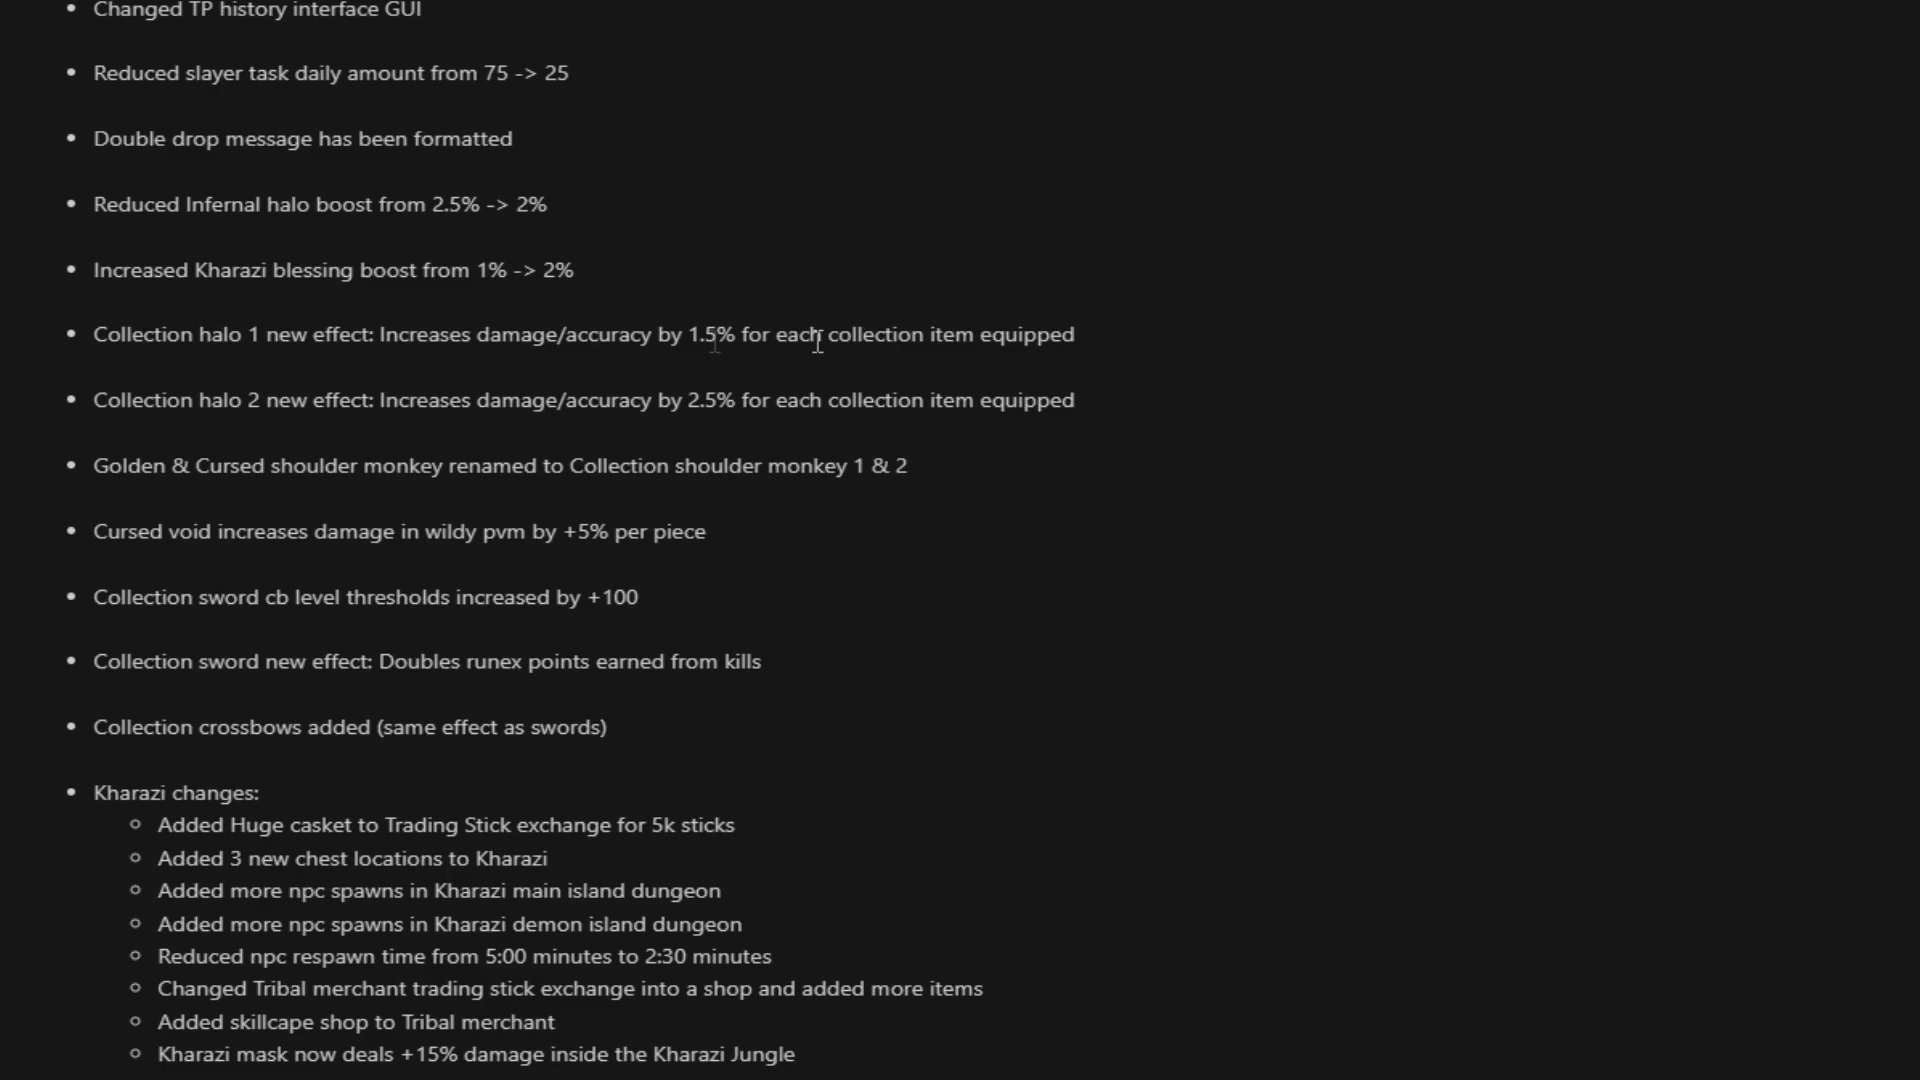 • Changed TP history interface GUI
• Reduced slayer task daily amount from 75 -> 25
• Double drop message has been formatted
• Reduced Infernal halo boost from 2.5% -> 2%
• Increased Kharazi blessing boost from 1% -> 2%
• Collection halo 1 new effect: Increases damage/accuracy by 1.5% for each collection item equipped
• Collection halo 2 new effect: Increases damage/accuracy by 2.5% for each collection item equipped
• Golden & Cursed shoulder monkey renamed to Collection shoulder monkey 1 & 2
• Cursed void increases damage in wildy pvm by +5% per piece
• Collection sword cb level thresholds increased by +100
• Collection sword new effect: Doubles runex points earned from kills
• Collection crossbows added (same effect as swords)
• Kharazi changes:
◦ Added Huge casket to Trading Stick exchange for 5k sticks
◦ Added 3 new chest locations to Kharazi
◦ Added more npc spawns in Kharazi main island dungeon
◦ Added more npc spawns in Kharazi demon island dungeon
◦ Reduced npc respawn time from 5:00 minutes to 2:30 minutes
◦ Changed Tribal merchant trading stick exchange into a shop and added more items
◦ Added skillcape shop to Tribal merchant
◦ Kharazi mask now deals +15% damage inside the Kharazi Jungle